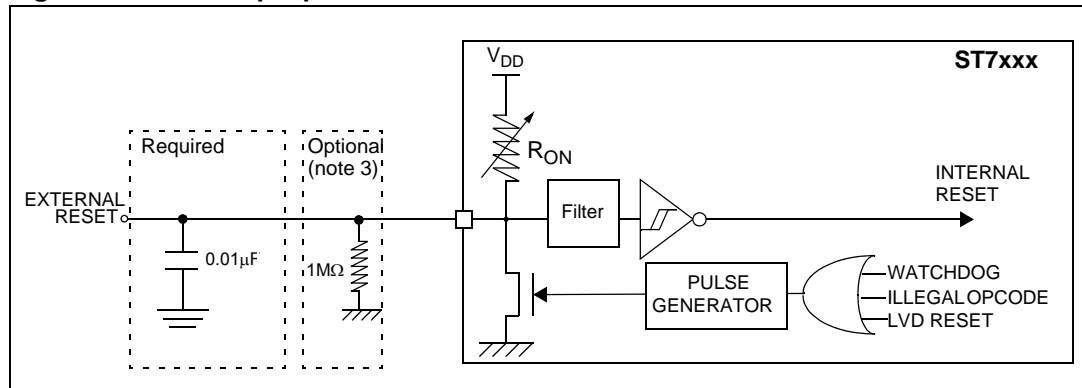 ST7xxx
VDD
RON
Required
Optional
(note 3)
EXTERNAL
RESET
0.01μF
1MΩ
Filter
INTERNAL
RESET
PULSE
GENERATOR
WATCHDOG
ILLEGAL OPCODE
LVD RESET